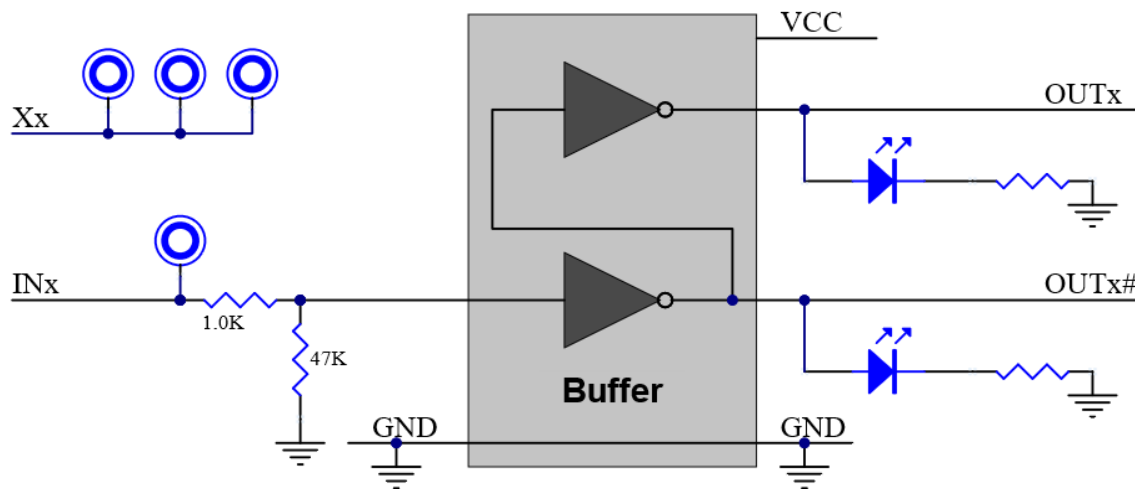 VCC
OUTx
Xx
INx
OUTx#
1.0K
47K
Buffer
GND
GND